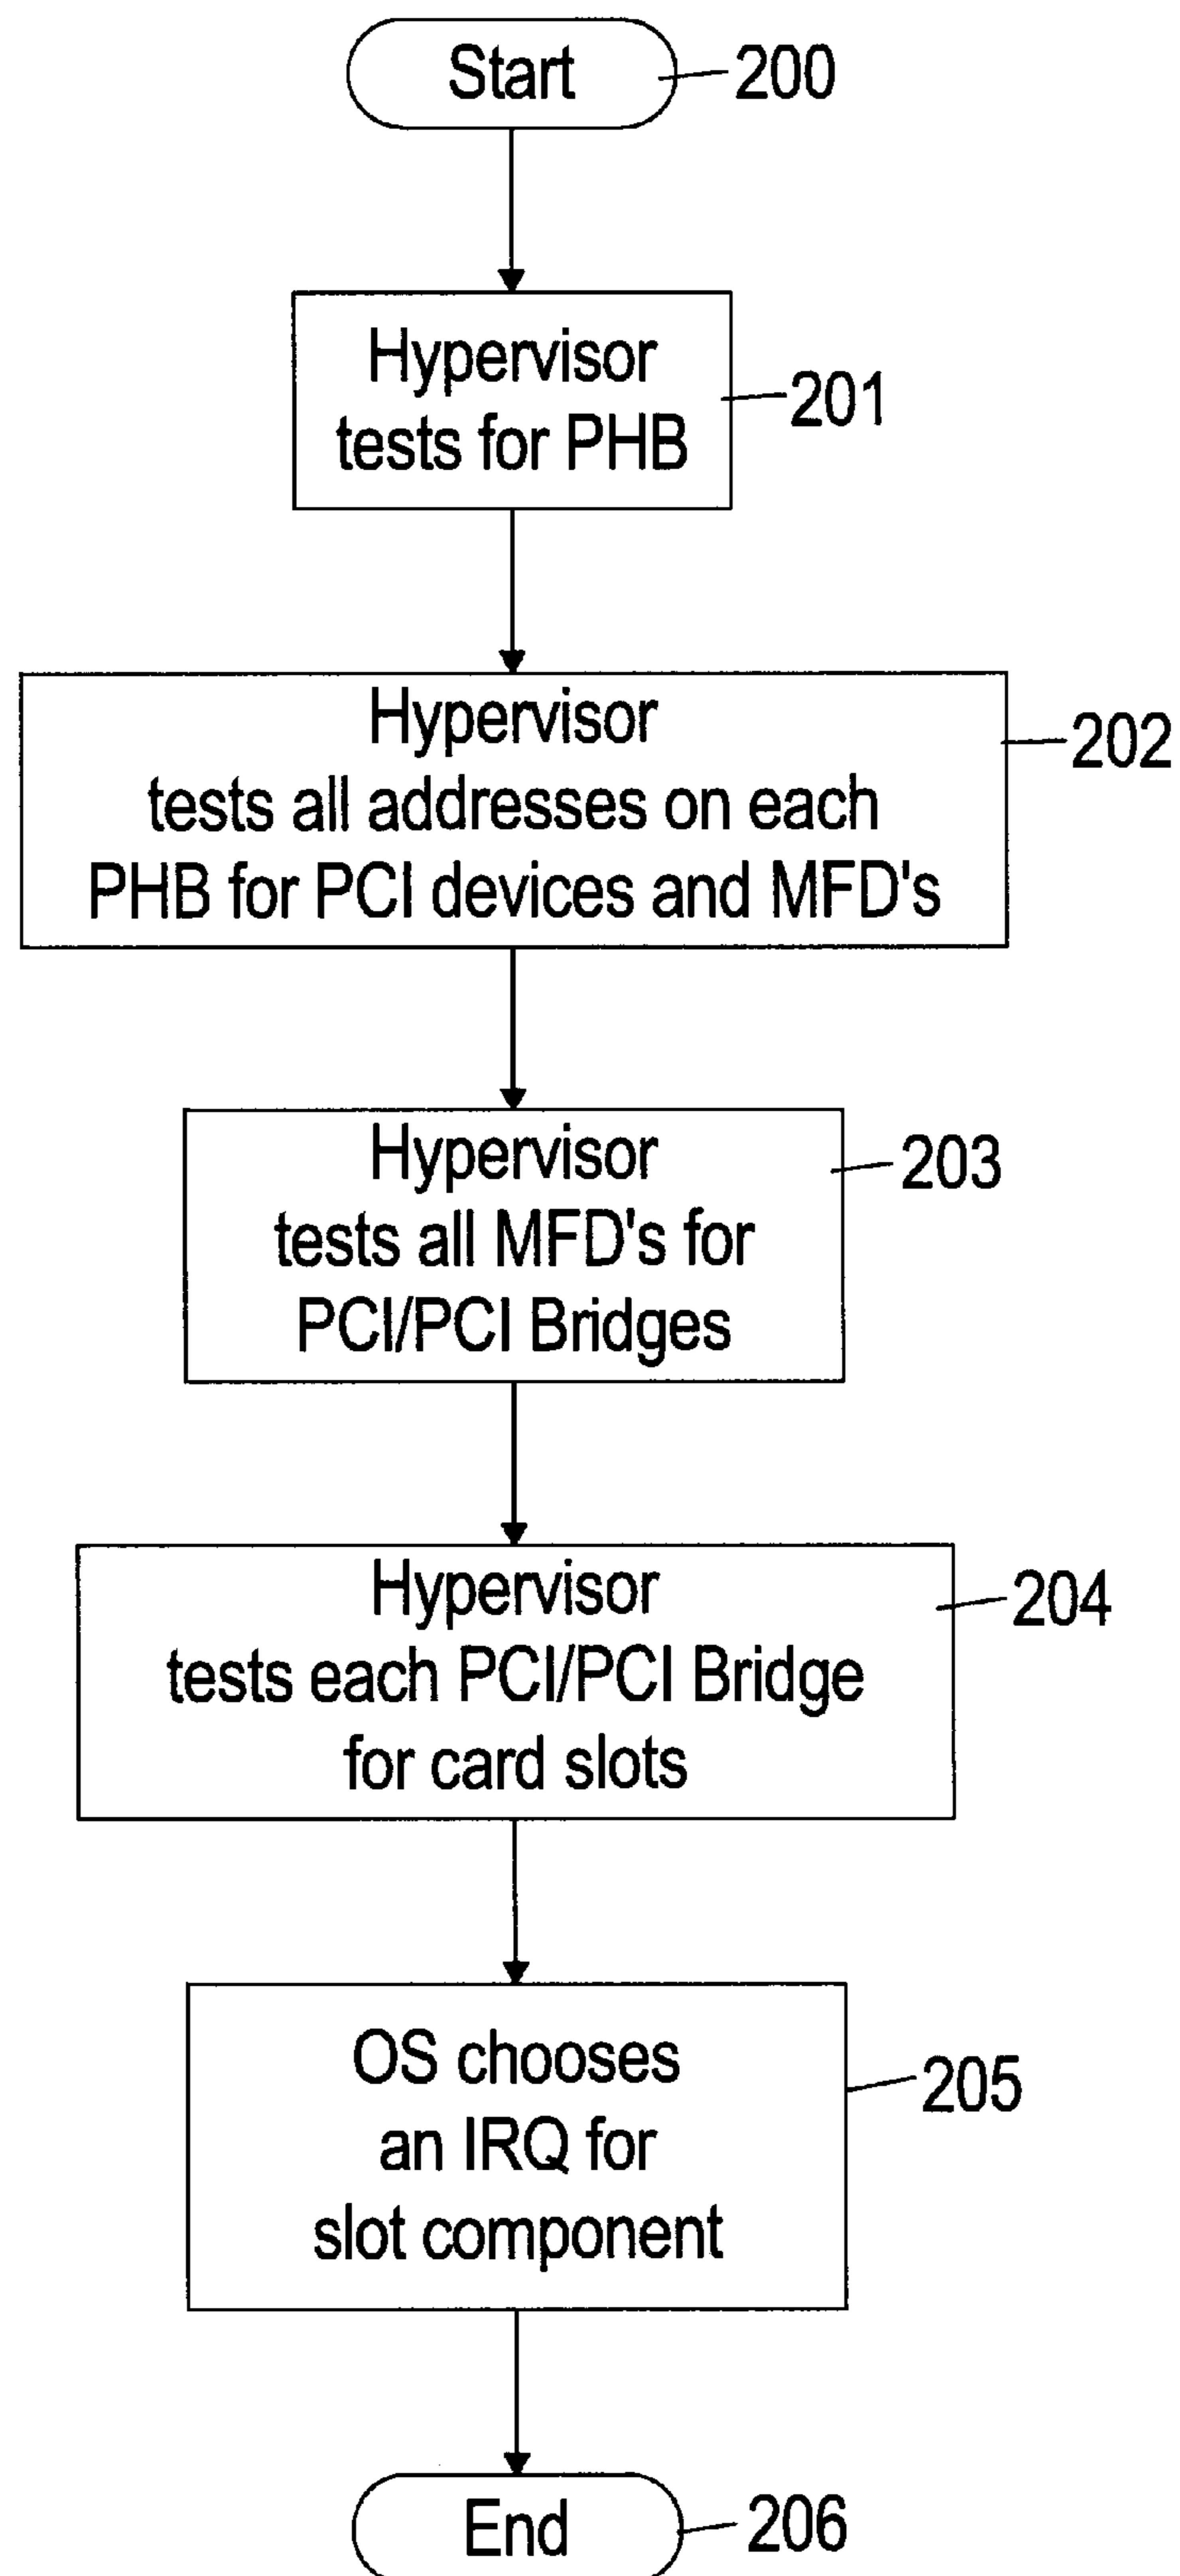 Start
200
Hypervisor
tests for PHB
201
Hypervisor
tests all addresses on each
PHB for PCI devices and MFD's
202
Hypervisor
tests all MFD's for
PCI/PCI Bridges
203
Hypervisor
tests each PCI/PCI Bridge
for card slots
204
OS chooses
an IRQ for
slot component
205
End
206